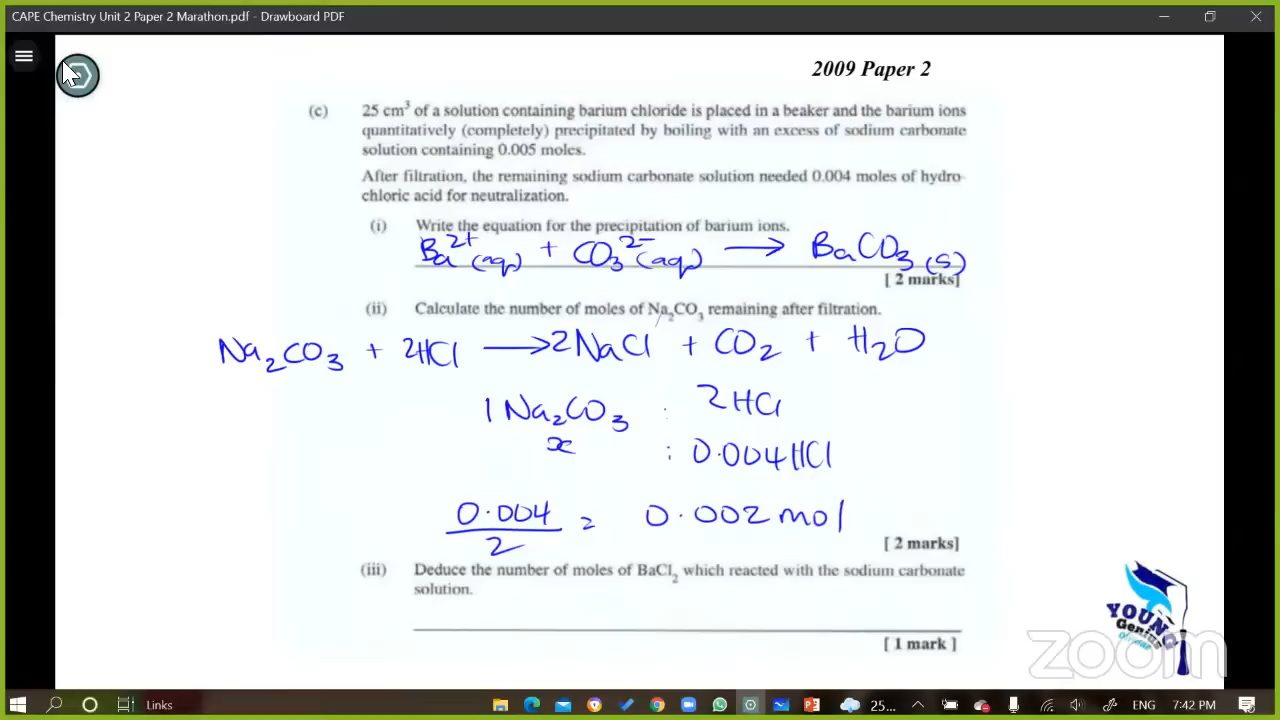 CAPE Chemistry Unit 2 Paper 2 Marathon.pdf - Drawboard PDF
2009 Paper 2
(c) 25 cm³ of a solution containing barium chloride is placed in a beaker and the barium ions
quantitatively (completely) precipitated by boiling with an excess of sodium carbonate
solution containing 0.005 moles.
After filtration, the remaining sodium carbonate solution needed 0.004 moles of hydro-
chloric acid for neutralization.
(i) Write the equation for the precipitation of barium ions.
Ba²⁺(aq) + CO₃²⁻(aq) → BaCO₃(s)
[ 2 marks]
(ii) Calculate the number of moles of Na₂CO₃ remaining after filtration.
Na₂CO₃ + 2HCl → 2NaCl + CO₂ + H₂O
1Na₂CO₃ : 2HCl
x : 0.004HCl
0.004/2 = 0.002 mol
[ 2 marks]
(iii) Deduce the number of moles of BaCl₂ which reacted with the sodium carbonate
solution.
[ 1 mark ]
YOUNG
Genius
zoom
Links
25...
ENG
7:42 PM